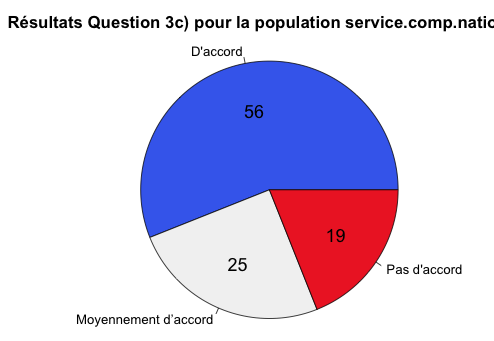 Résultats Question 3c) pour la population service.comp.natio
D'accord
56
19
25
Pas d'accord
Moyennement d’accord